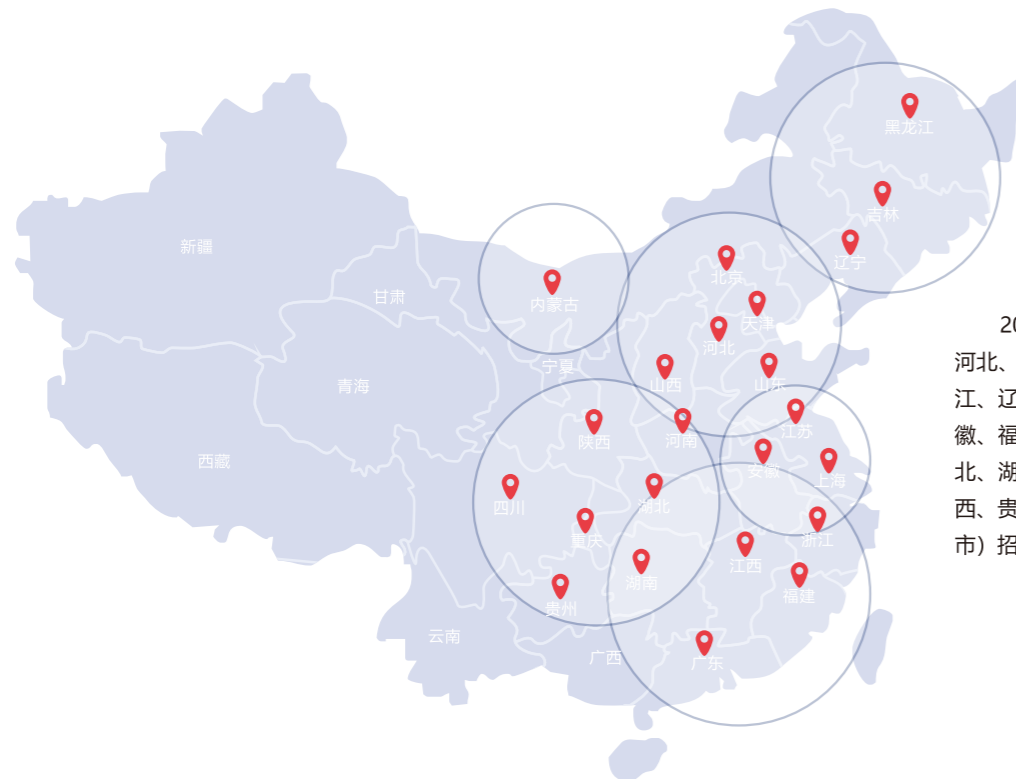 黑龙江
吉林
新疆
辽宁
北京
甘肃
内蒙古
天津
20
河北
河北、
宁夏
青海
山西
山东
江、辽
江苏
陕西
河南
徽、福
西藏
安徽
上海
北、湖
四川
湖北
西、贵
重庆
浙江
市）招
江西
湖南
福建
贵州
云南
广西
广东